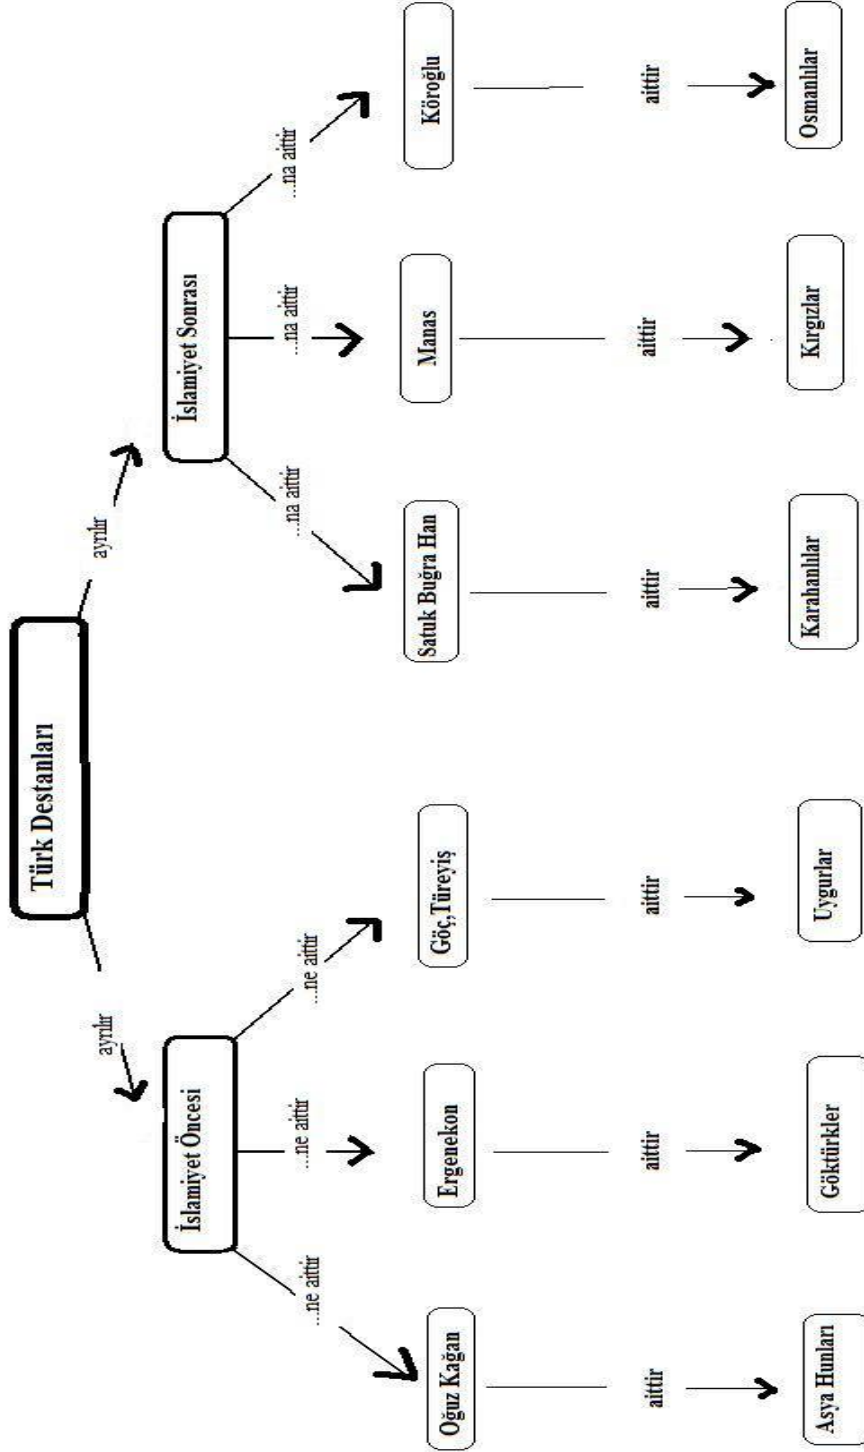 Türk Destanları
ayrılır
ayrılır
İslamiyet Öncesi
İslamiyet Sonrası
...ne aittir
...ne aittir
...ne aittir
...na aittir
...na aittir
...na aittir
Oğuz Kağan
Ergenekon
Göç,Türeyiş
Satuk Buğra Han
Manas
Köroğlu
aittir
aittir
aittir
aittir
aittir
aittir
Asya Hunları
Göktürkler
Uygurlar
Karahanlılar
Kırgızlar
Osmanlılar